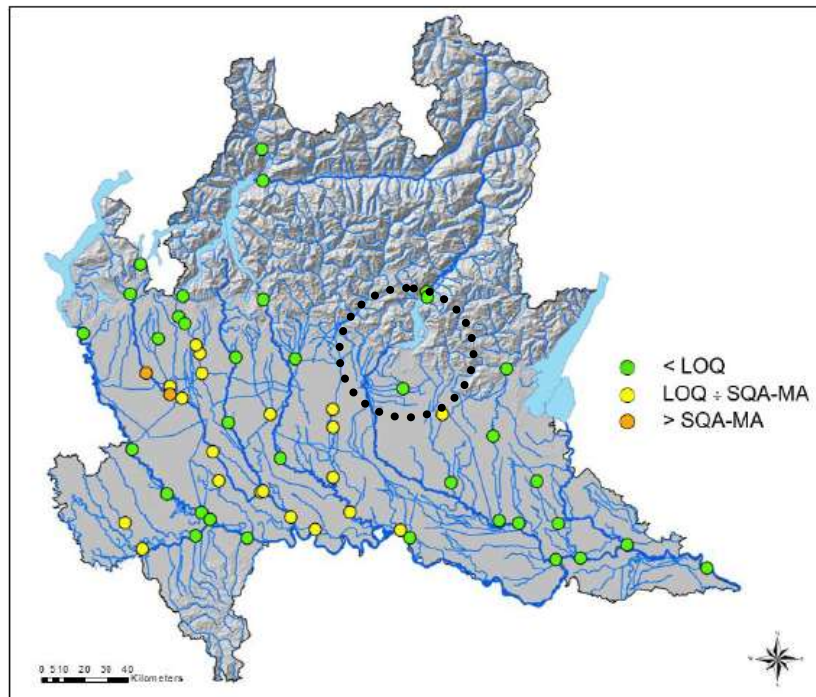 < LOQ
LOQ ÷ SQA-MA
> SQA-MA
0 5 10 20 30 40
Kilometers
N
W E
S